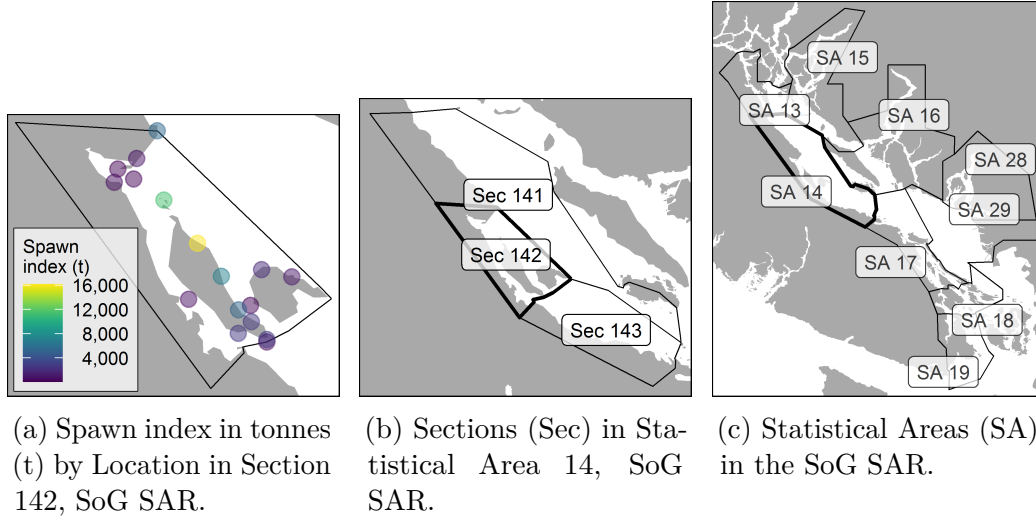 Spawn
index (t)
16,000
12,000
8,000
4,000
Sec 141
Sec 142
Sec 143
SA 15
SA 13
SA 16
SA 28
SA 14
SA 29
SA 17
SA 18
SA 19
(a) Spawn index in tonnes
(t) by Location in Section
142, SoG SAR.
(b) Sections (Sec) in Sta-
tistical Area 14, SoG
SAR.
(c) Statistical Areas (SA)
in the SoG SAR.